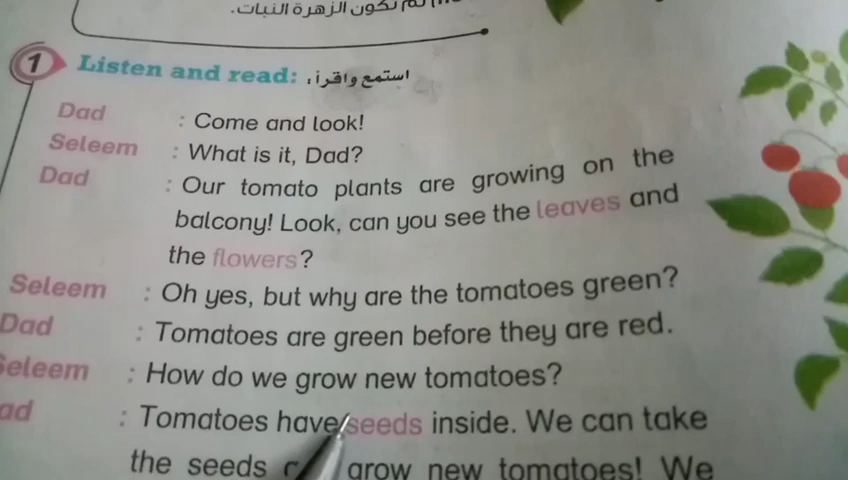 ثم تكون الزهرة النبات.
1 Listen and read: استمع واقرأ:
Dad : Come and look!
Seleem : What is it, Dad?
Dad : Our tomato plants are growing on the
balcony! Look, can you see the leaves and
the flowers?
Seleem : Oh yes, but why are the tomatoes green?
Dad : Tomatoes are green before they are red.
Seleem : How do we grow new tomatoes?
ad : Tomatoes have seeds inside. We can take
the seeds grow new tomatoes! We